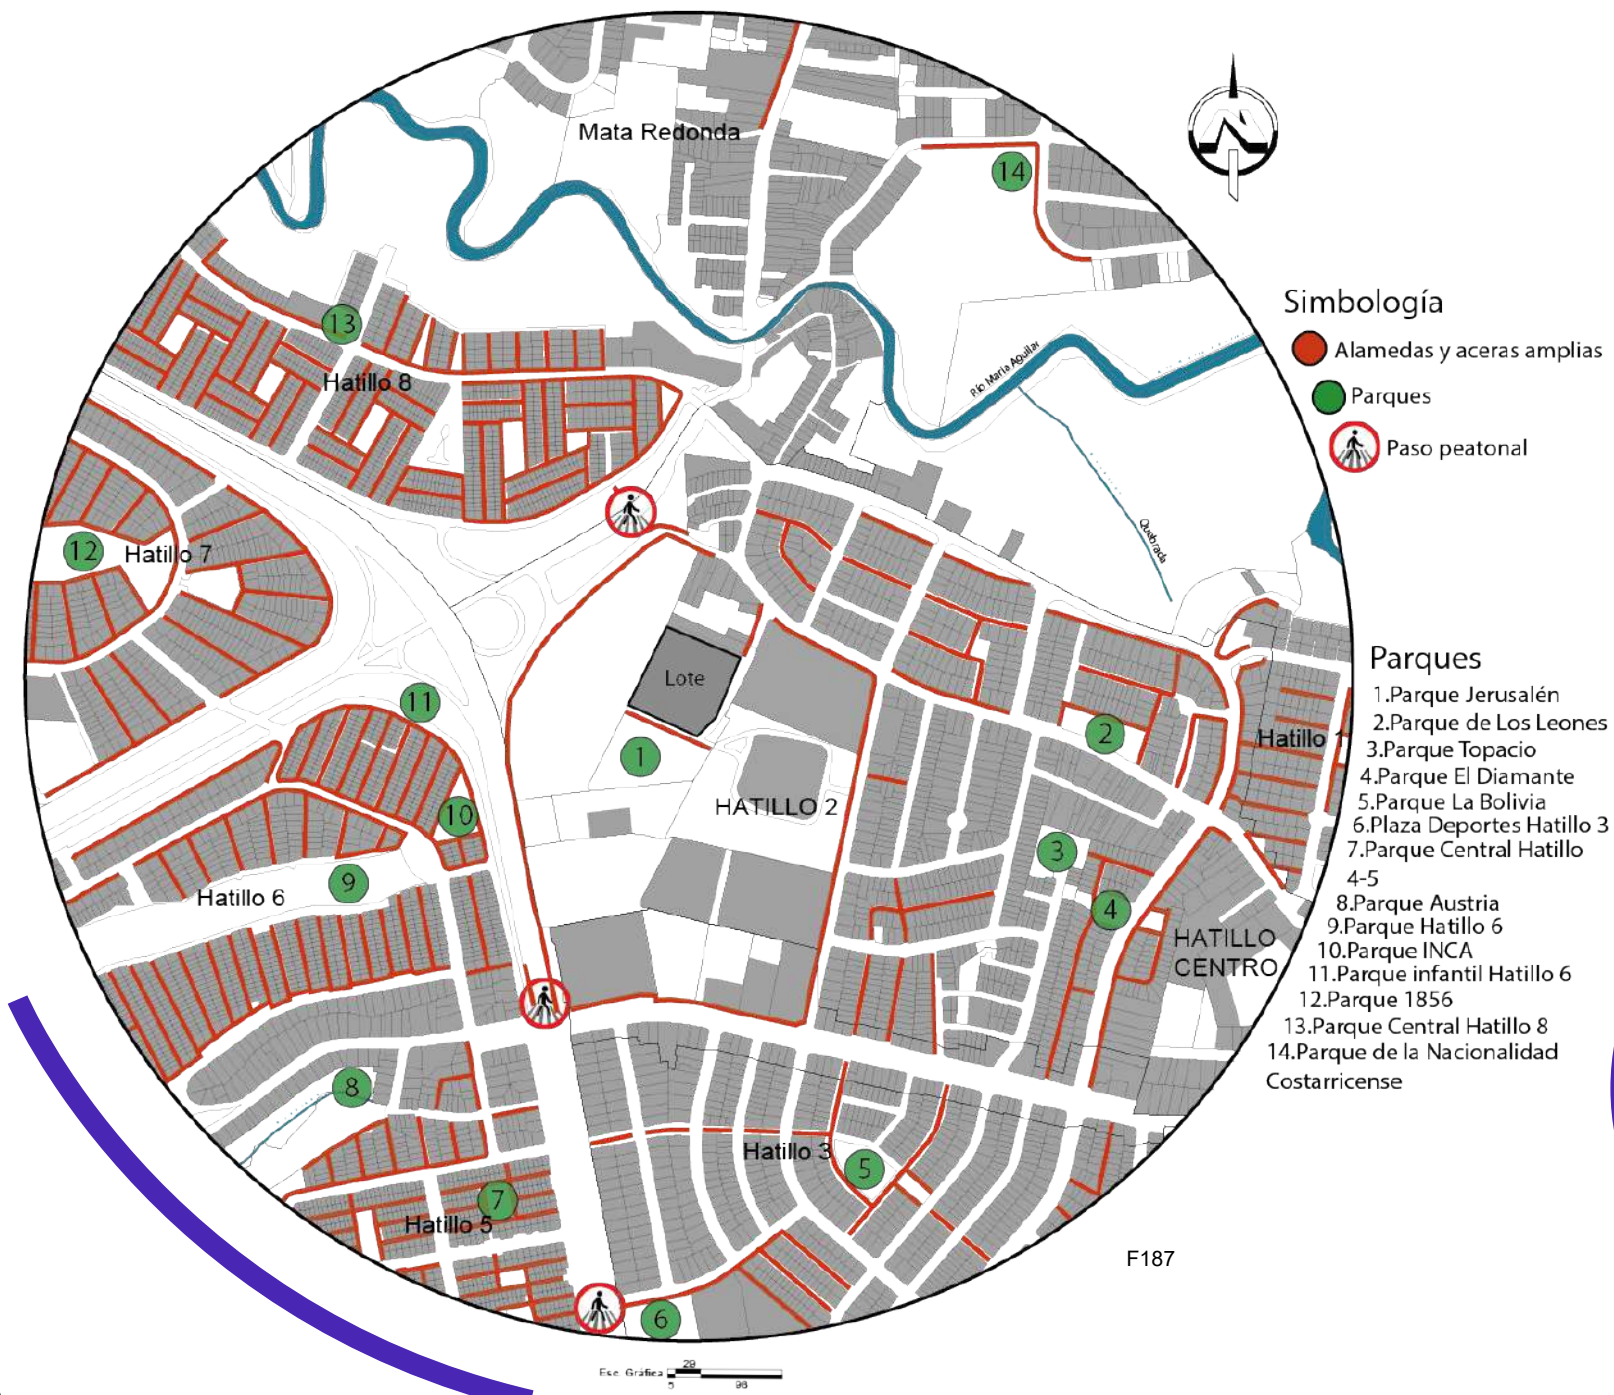 Mata Redonda
14
13
Hatillo 8
Río María Aguilar
Quebrada
12
Hatillo 7
Lote
11
1
2
Hatillo 1
HATILLO 2
10
3
9
Hatillo 6
4
HATILLO
CENTRO
8
Hatillo 3
5
7
Hatillo 5
6
F187
Esc. Gráfica
29
5
98
Simbología
Alamedas y aceras amplias
Parques
Paso peatonal
Parques
1.Parque Jerusalén
2.Parque de Los Leones
3.Parque Topacio
4.Parque El Diamante
5.Parque La Bolivia
6.Plaza Deportes Hatillo 3
7.Parque Central Hatillo
4-5
8.Parque Austria
9.Parque Hatillo 6
10.Parque INCA
11.Parque infantil Hatillo 6
12.Parque 1856
13.Parque Central Hatillo 8
14.Parque de la Nacionalidad
Costarricense